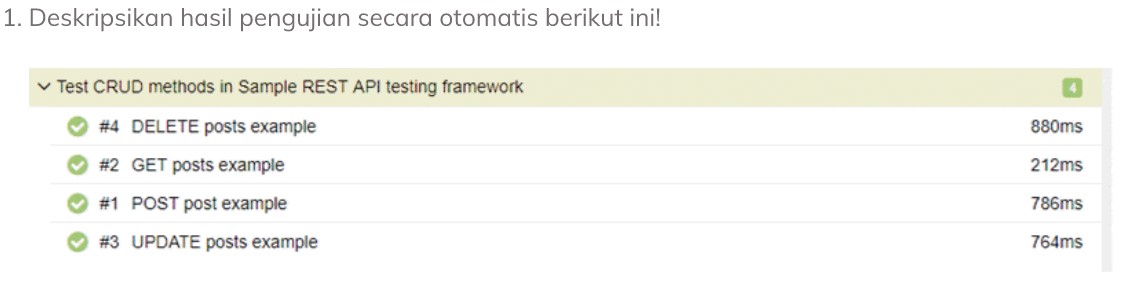 1. Deskripsikan hasil pengujian secara otomatis berikut ini!
Test CRUD methods in Sample REST API testing framework 4
#4 DELETE posts example 880ms
#2 GET posts example 212ms
#1 POST post example 786ms
#3 UPDATE posts example 764ms